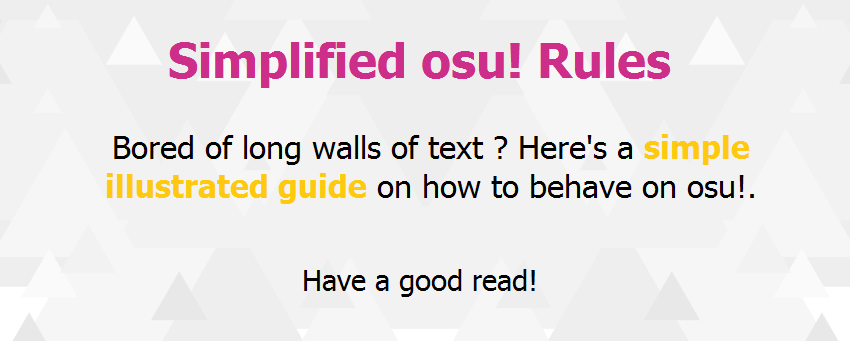 Simplified osu! Rules
Bored of long walls of text ? Here's a simple
illustrated guide on how to behave on osu!.
Have a good read!